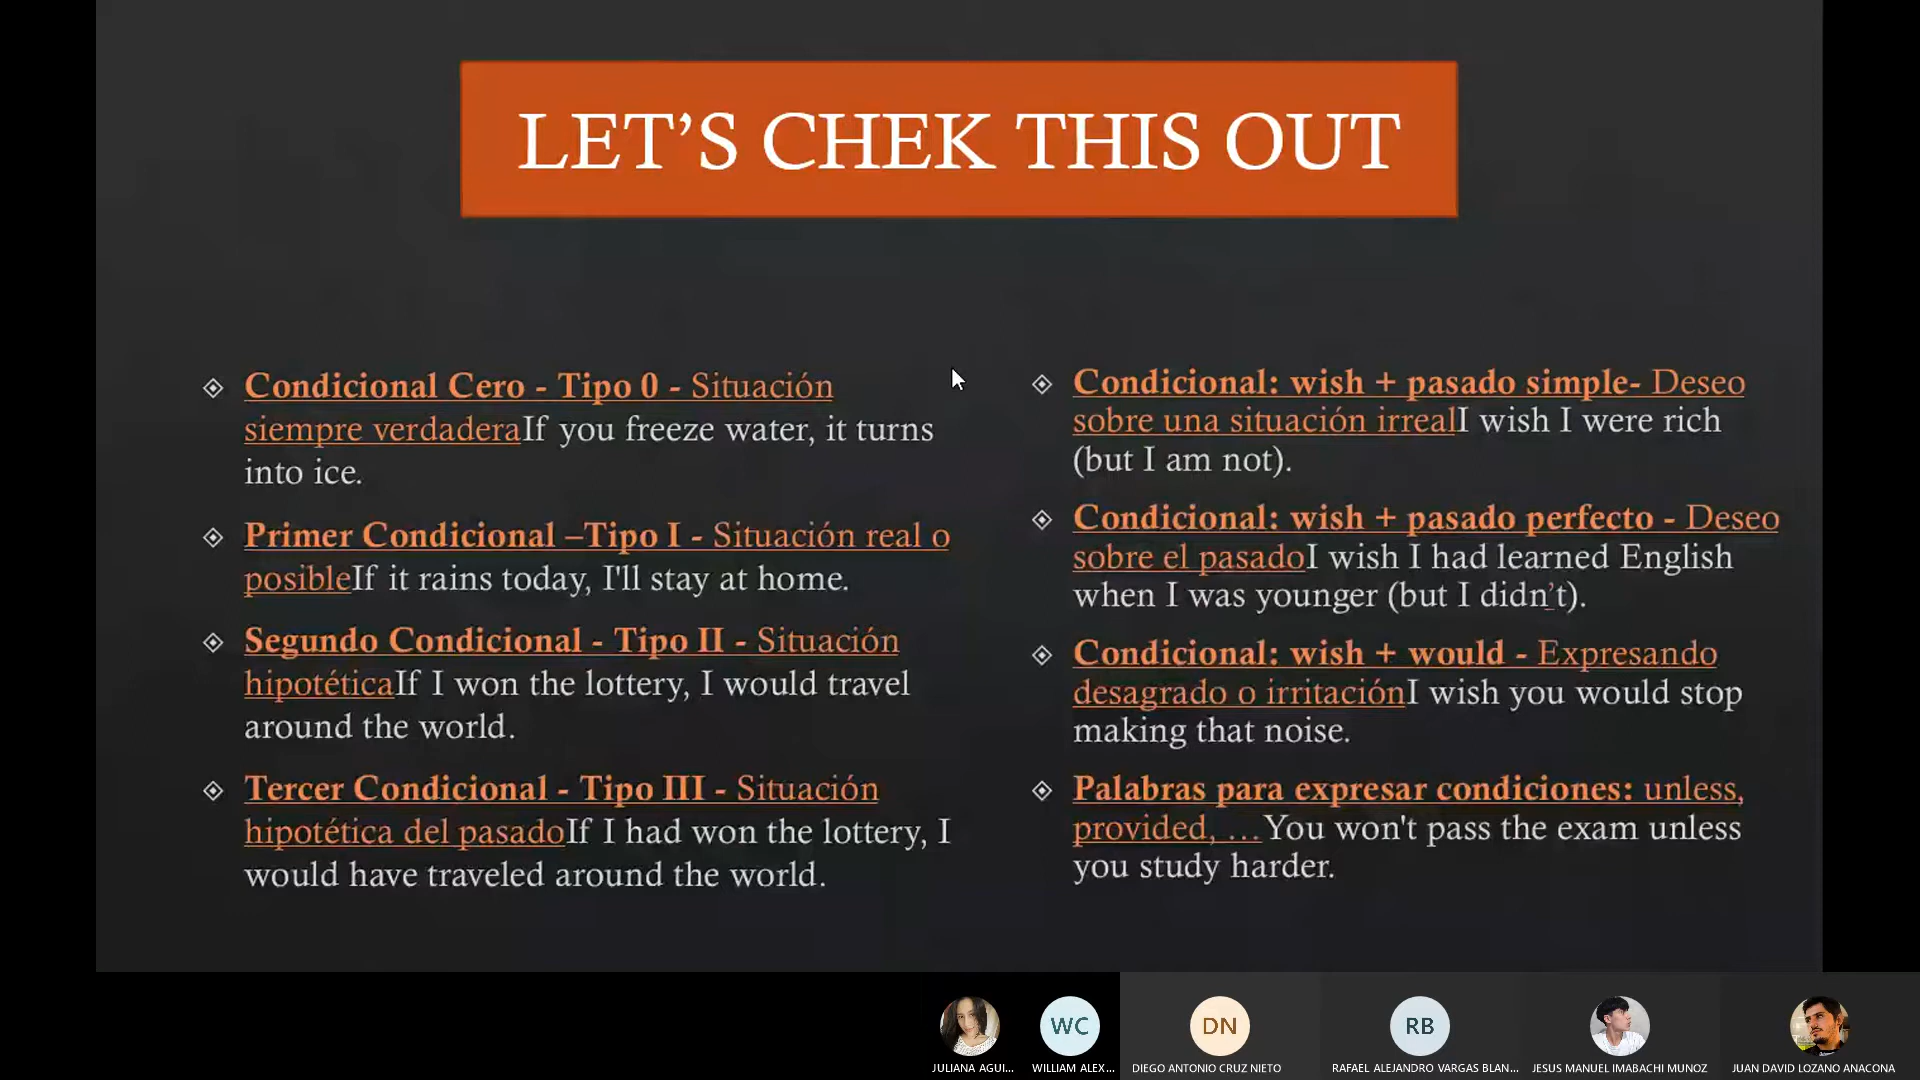 LET’S CHEK THIS OUT
Condicional Cero - Tipo 0 - Situación
siempre verdaderaIf you freeze water, it turns
into ice.
Primer Condicional –Tipo I - Situación real o
posibleIf it rains today, I'll stay at home.
Segundo Condicional - Tipo II - Situación
hipotéticaIf I won the lottery, I would travel
around the world.
Tercer Condicional - Tipo III - Situación
hipotética del pasadoIf I had won the lottery, I
would have traveled around the world.
Condicional: wish + pasado simple- Deseo
sobre una situación irrealI wish I were rich
(but I am not).
Condicional: wish + pasado perfecto - Deseo
sobre el pasadoI wish I had learned English
when I was younger (but I didn’t).
Condicional: wish + would - Expresando
desagrado o irritaciónI wish you would stop
making that noise.
Palabras para expresar condiciones: unless,
provided, …You won't pass the exam unless
you study harder.
WC DN RB
JULIANA AGUI... WILLIAM ALEX... DIEGO ANTONIO CRUZ NIETO RAFAEL ALEJANDRO VARGAS BLAN... JESUS MANUEL IMABACHI MUNOZ JUAN DAVID LOZANO ANACONA